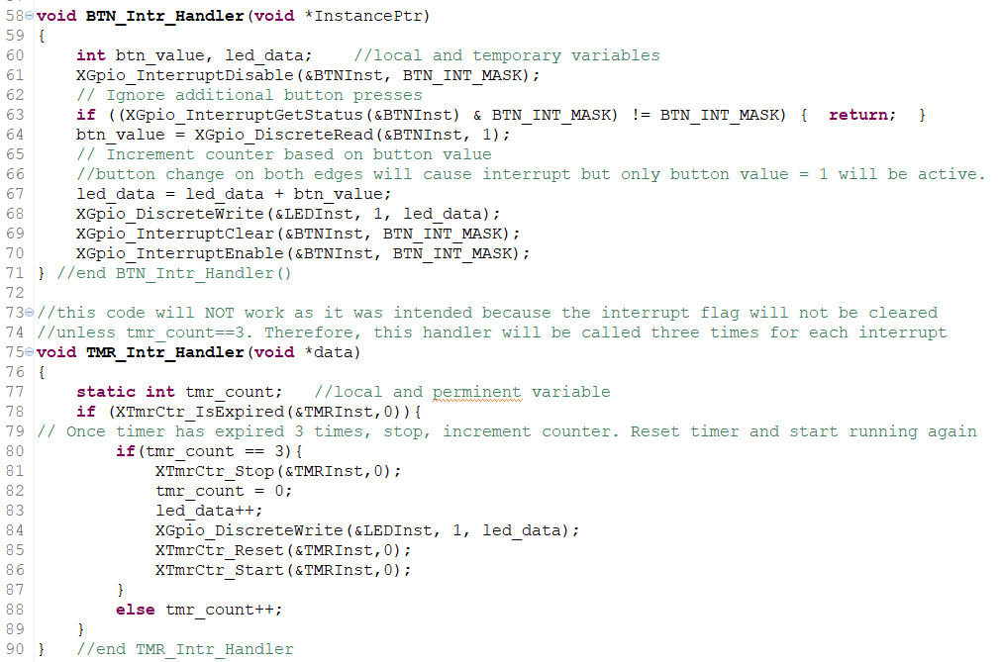 58 void BTN_Intr_Handler(void *InstancePtr)
59 {
60     int btn_value, led_data;    //local and temporary variables
61     XGpio_InterruptDisable(&BTNInst, BTN_INT_MASK);
62     // Ignore additional button presses
63     if ((XGpio_InterruptGetStatus(&BTNInst) & BTN_INT_MASK) != BTN_INT_MASK) {  return;  }
64     btn_value = XGpio_DiscreteRead(&BTNInst, 1);
65     // Increment counter based on button value
66     //button change on both edges will cause interrupt but only button value = 1 will be active.
67     led_data = led_data + btn_value;
68     XGpio_DiscreteWrite(&LEDInst, 1, led_data);
69     XGpio_InterruptClear(&BTNInst, BTN_INT_MASK);
70     XGpio_InterruptEnable(&BTNInst, BTN_INT_MASK);
71 } //end BTN_Intr_Handler()
72
73 //this code will NOT work as it was intended because the interrupt flag will not be cleared
74 //unless tmr_count==3. Therefore, this handler will be called three times for each interrupt
75 void TMR_Intr_Handler(void *data)
76 {
77     static int tmr_count;   //local and perminent variable
78     if (XTmrCtr_IsExpired(&TMRInst,0)){
79 // Once timer has expired 3 times, stop, increment counter. Reset timer and start running again
80         if(tmr_count == 3){
81             XTmrCtr_Stop(&TMRInst,0);
82             tmr_count = 0;
83             led_data++;
84             XGpio_DiscreteWrite(&LEDInst, 1, led_data);
85             XTmrCtr_Reset(&TMRInst,0);
86             XTmrCtr_Start(&TMRInst,0);
87         }
88         else tmr_count++;
89     }
90 }   //end TMR_Intr_Handler